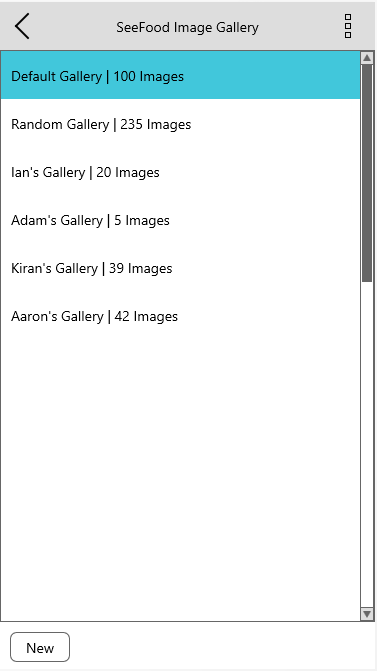 SeeFood Image Gallery
Default Gallery | 100 Images
Random Gallery | 235 Images
Ian's Gallery | 20 Images
Adam's Gallery | 5 Images
Kiran's Gallery | 39 Images
Aaron's Gallery | 42 Images
New